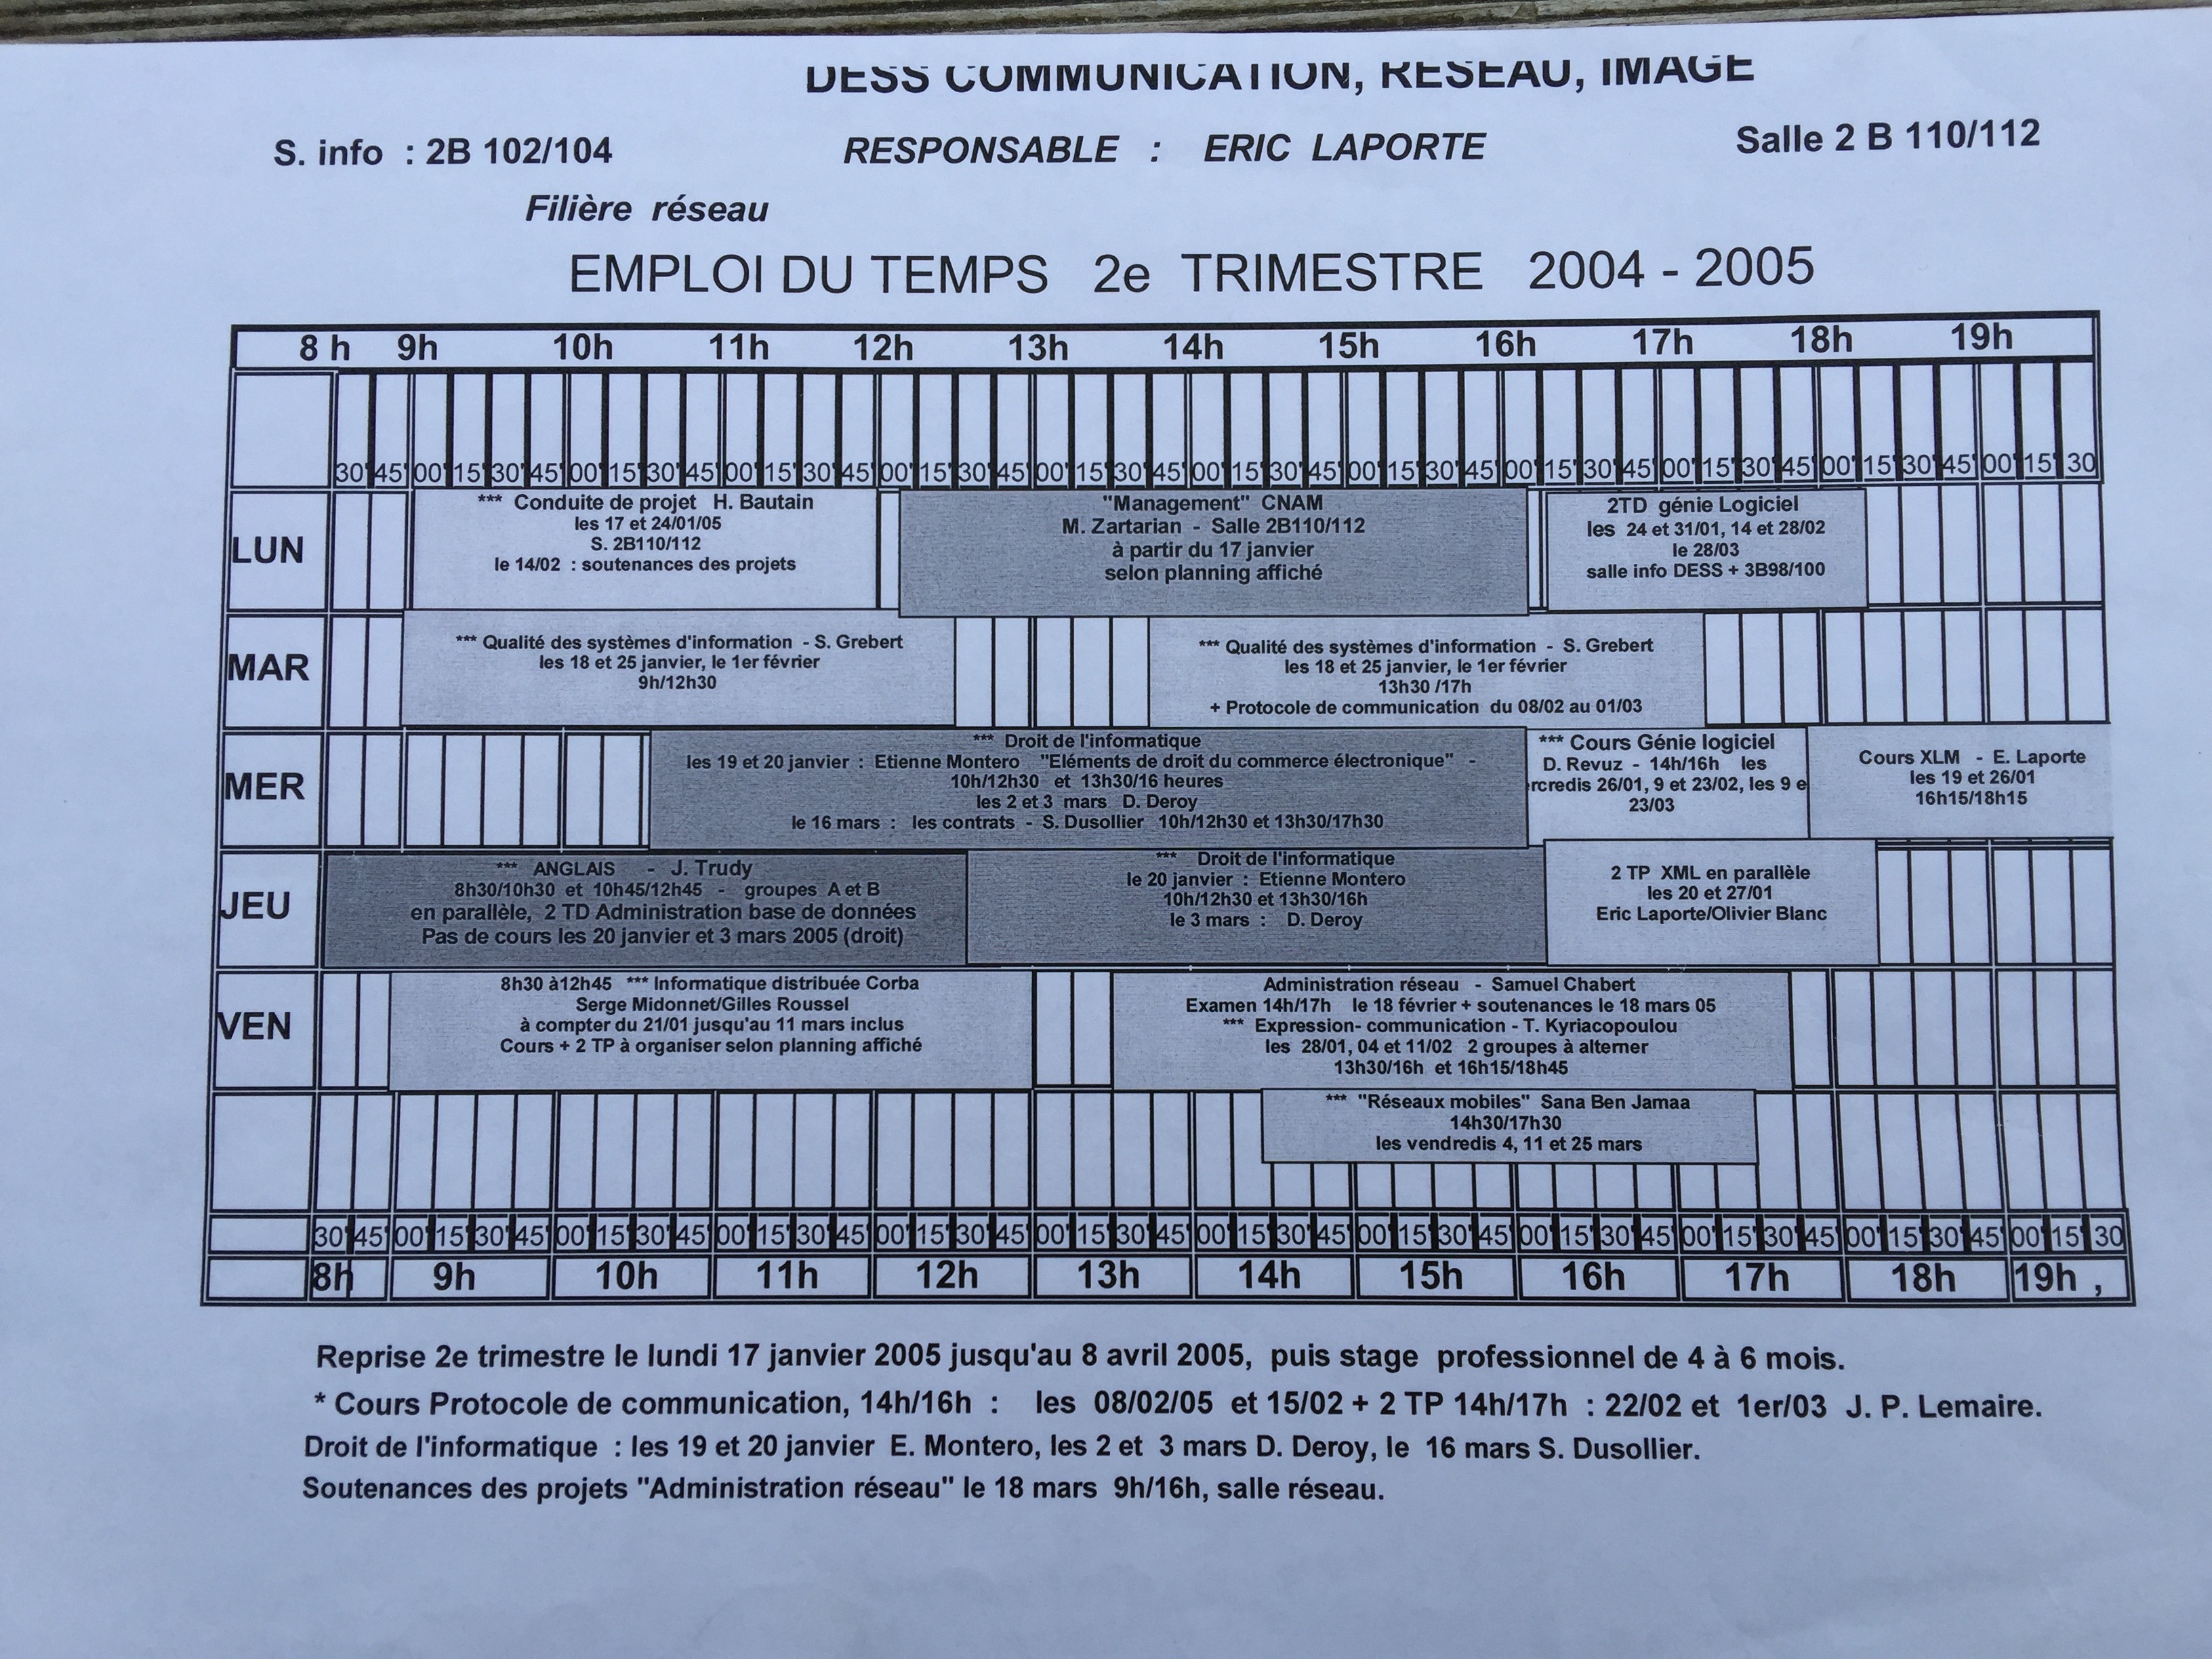 DESS COMMUNICATION, RESEAU, IMAGE
S. info : 2B 102/104 RESPONSABLE : ERIC LAPORTE Salle 2 B 110/112
Filière réseau
EMPLOI DU TEMPS 2e TRIMESTRE 2004 - 2005
8 h 9h 10h 11h 12h 13h 14h 15h 16h 17h 18h 19h
30' 45' 00' 15' 30' 45' 00' 15' 30' 45' 00' 15' 30' 45' 00' 15' 30' 45' 00' 15' 30' 45' 00' 15' 30' 45' 00' 15' 30' 45' 00' 15' 30' 45' 00' 15' 30' 45' 00' 15' 30' 45' 00' 15' 30
LUN
*** Conduite de projet H. Bautain
les 17 et 24/01/05
S. 2B110/112
le 14/02 : soutenances des projets
"Management" CNAM
M. Zartarian - Salle 2B110/112
à partir du 17 janvier
selon planning affiché
2TD génie Logiciel
les 24 et 31/01, 14 et 28/02
le 28/03
salle info DESS + 3B98/100
MAR
*** Qualité des systèmes d'information - S. Grebert
les 18 et 25 janvier, le 1er février
9h/12h30
*** Qualité des systèmes d'information - S. Grebert
les 18 et 25 janvier, le 1er février
13h30 /17h
+ Protocole de communication du 08/02 au 01/03
MER
*** Droit de l'informatique
les 19 et 20 janvier : Etienne Montero "Eléments de droit du commerce électronique" -
10h/12h30 et 13h30/16 heures
les 2 et 3 mars D. Deroy
le 16 mars : les contrats - S. Dusollier 10h/12h30 et 13h30/17h30
*** Cours Génie logiciel
D. Revuz - 14h/16h les
rcredis 26/01, 9 et 23/02, les 9 e
23/03
Cours XLM - E. Laporte
les 19 et 26/01
16h15/18h15
JEU
*** ANGLAIS - J. Trudy
8h30/10h30 et 10h45/12h45 - groupes A et B
en parallèle, 2 TD Administration base de données
Pas de cours les 20 janvier et 3 mars 2005 (droit)
*** Droit de l'informatique
le 20 janvier : Etienne Montero
10h/12h30 et 13h30/16h
le 3 mars : D. Deroy
2 TP XML en parallèle
les 20 et 27/01
Eric Laporte/Olivier Blanc
VEN
8h30 à12h45 *** Informatique distribuée Corba
Serge Midonnet/Gilles Roussel
à compter du 21/01 jusqu'au 11 mars inclus
Cours + 2 TP à organiser selon planning affiché
Administration réseau - Samuel Chabert
Examen 14h/17h le 18 février + soutenances le 18 mars 05
*** Expression- communication - T. Kyriacopoulou
les 28/01, 04 et 11/02 2 groupes à alterner
13h30/16h et 16h15/18h45
*** "Réseaux mobiles" Sana Ben Jamaa
14h30/17h30
les vendredis 4, 11 et 25 mars
30' 45' 00' 15' 30' 45' 00' 15' 30' 45' 00' 15' 30' 45' 00' 15' 30' 45' 00' 15' 30' 45' 00' 15' 30' 45' 00' 15' 30' 45' 00' 15' 30' 45' 00' 15' 30' 45' 00' 15' 30' 45' 00' 15' 30
8h 9h 10h 11h 12h 13h 14h 15h 16h 17h 18h 19h ,
Reprise 2e trimestre le lundi 17 janvier 2005 jusqu'au 8 avril 2005, puis stage professionnel de 4 à 6 mois.
* Cours Protocole de communication, 14h/16h : les 08/02/05 et 15/02 + 2 TP 14h/17h : 22/02 et 1er/03 J. P. Lemaire.
Droit de l'informatique : les 19 et 20 janvier E. Montero, les 2 et 3 mars D. Deroy, le 16 mars S. Dusollier.
Soutenances des projets "Administration réseau" le 18 mars 9h/16h, salle réseau.